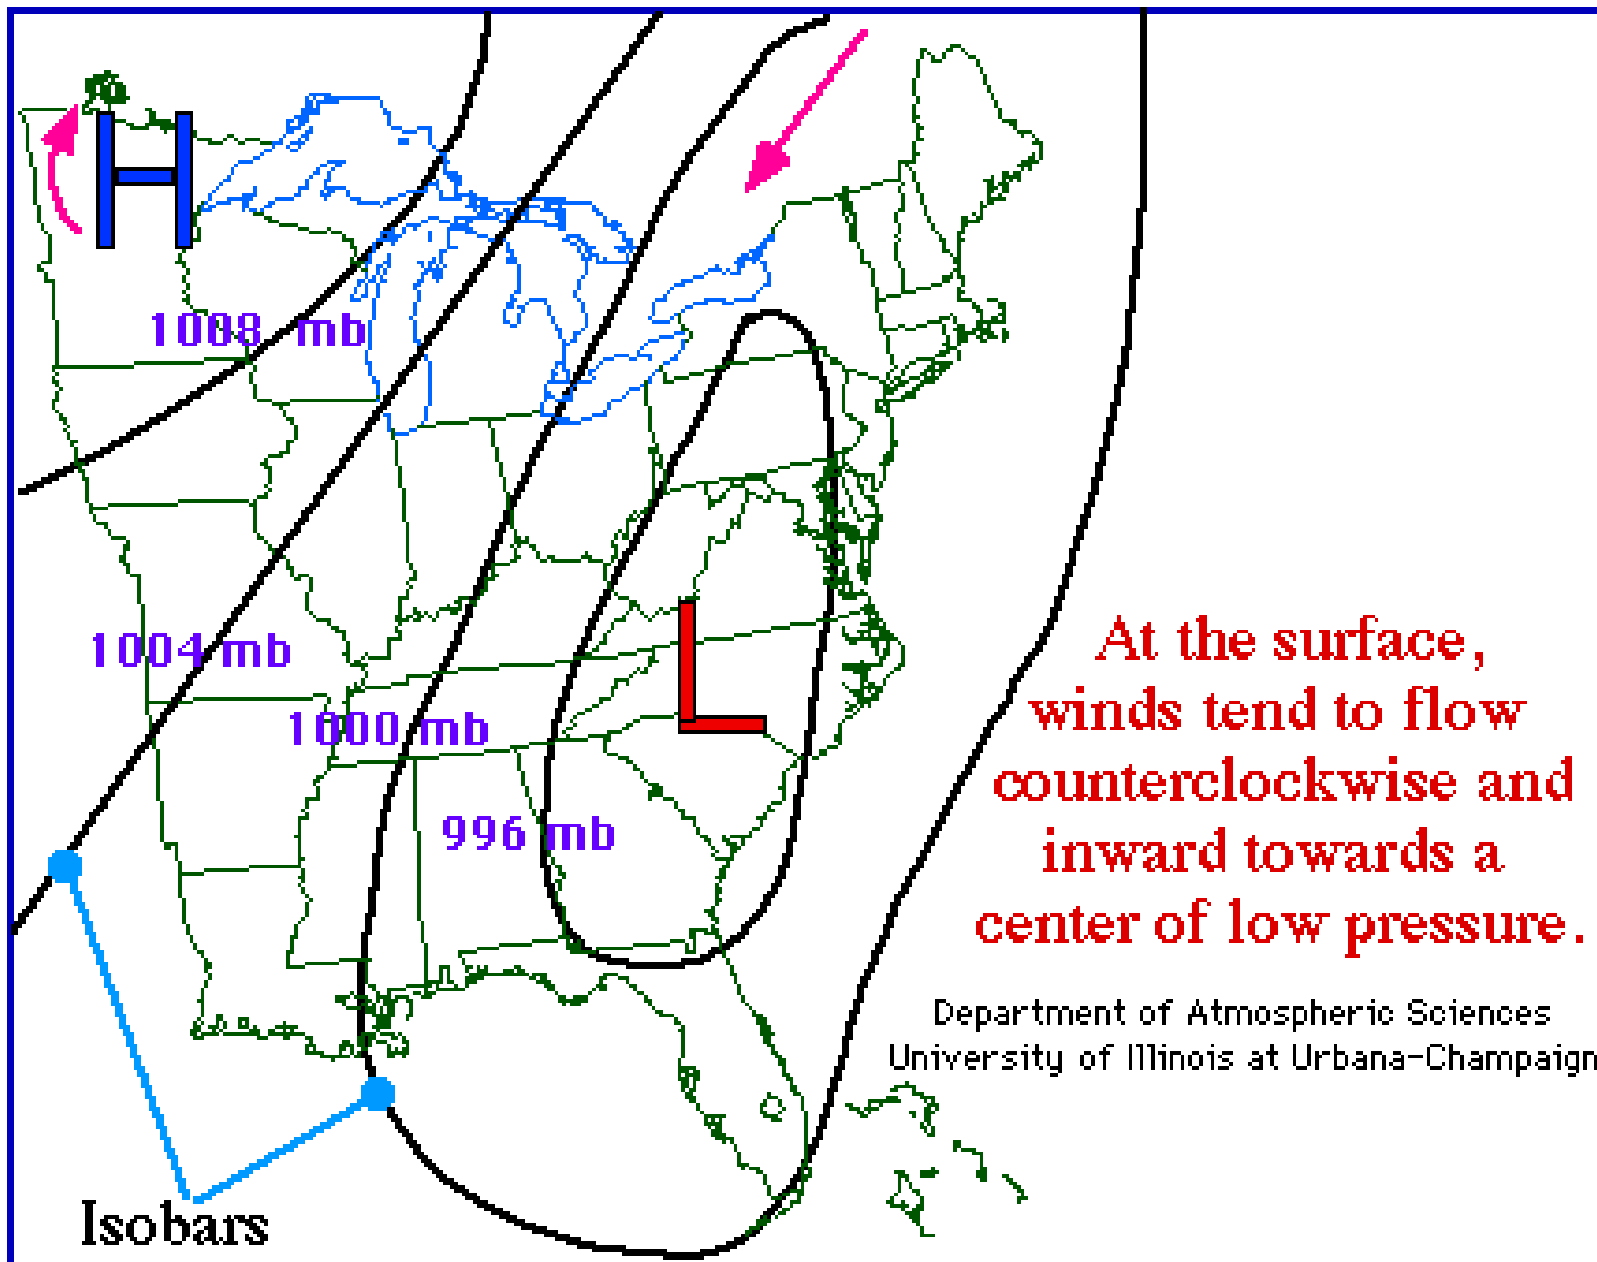 H
1008 mb
1004 mb
1000 mb
L
996 mb
At the surface,
winds tend to flow
counterclockwise and
inward towards a
center of low pressure.
Department of Atmospheric Sciences
University of Illinois at Urbana-Champaign
Isobars